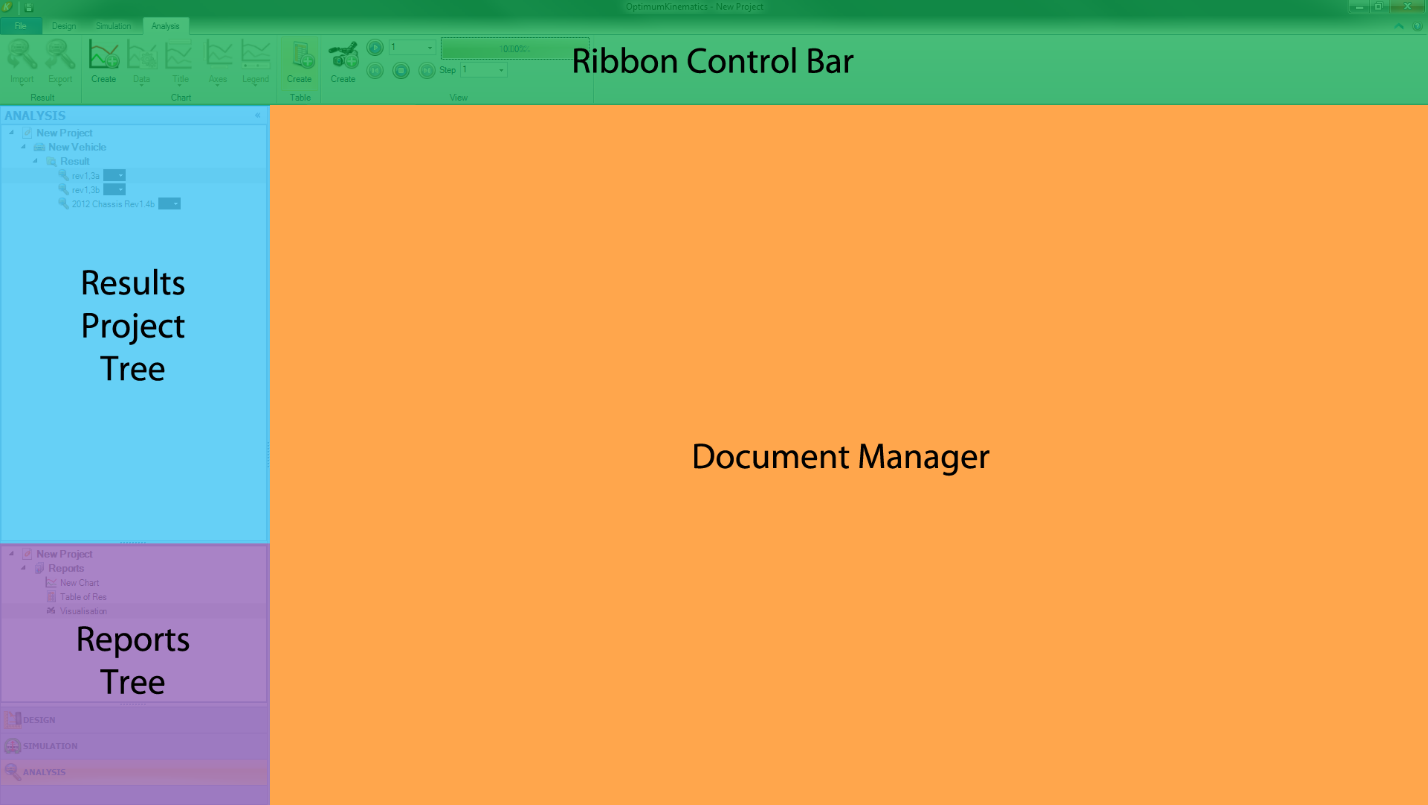 OptimumKinematics - New Project
File Design Simulation Analysis
1 0.00%
Step 1
Import Export Create Data Title Axes Legend Create Create
Result Chart Table View
Ribbon Control Bar
ANALYSIS
New Project
New Vehicle
Result
rev1.3a
rev1.3b
2012 Chassis Rev1.4b
Results
Project
Tree
Document Manager
New Project
Reports
New Chart
Table of Res
Visualisation
Reports
Tree
DESIGN
SIMULATION
ANALYSIS